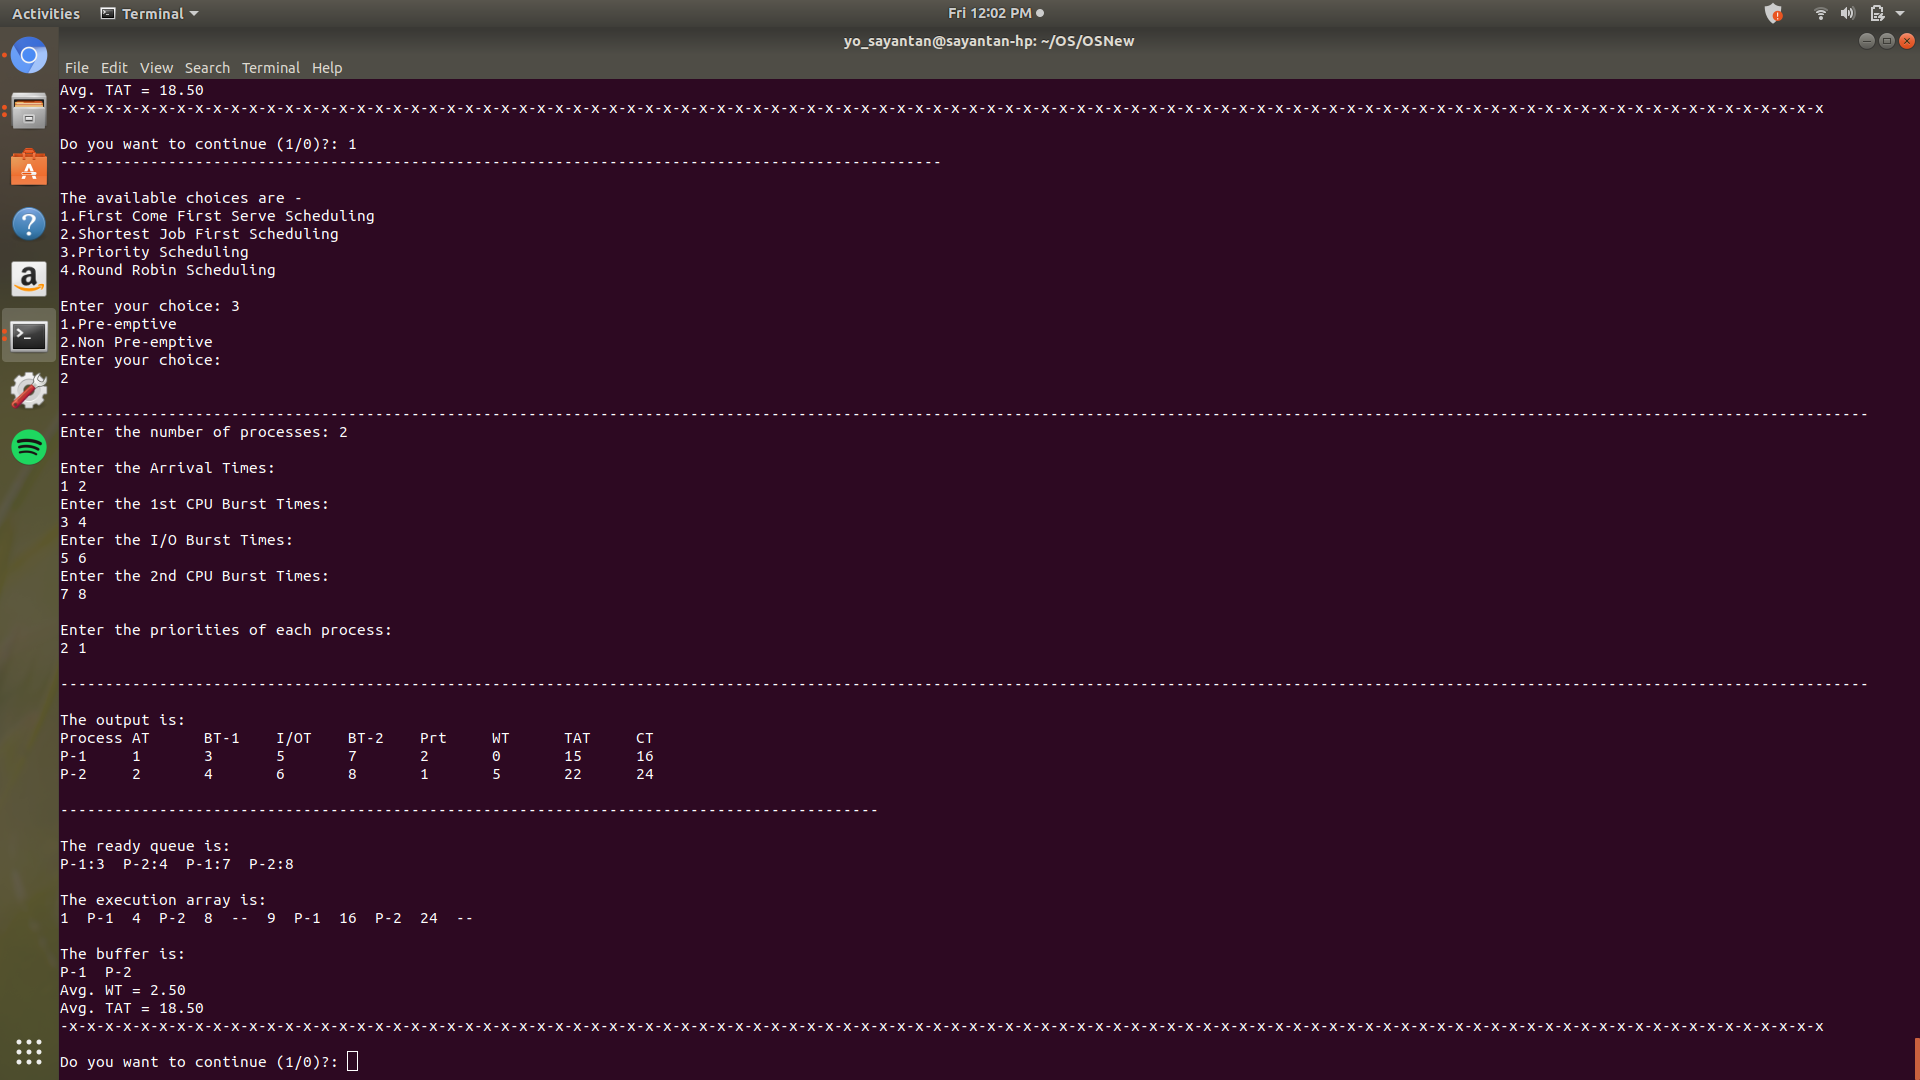 Activities Terminal Fri 12:02 PM
yo_sayantan@sayantan-hp: ~/OS/OSNew
File Edit View Search Terminal Help
Avg. TAT = 18.50
-x-x-x-x-x-x-x-x-x-x-x-x-x-x-x-x-x-x-x-x-x-x-x-x-x-x-x-x-x-x-x-x-x-x-x-x-x-x-x-x-x-x-x-x-x-x-x-x-x-x-x-x-x-x-x-x-x-x-x-x-x-x-x-x-x-x-x-x-x-x-x-x-x-x-x-x-x-x-x-x-x-x-x-x-x-x-x-x-x-x-x-x-x-x-x-x-x-x
Do you want to continue (1/0)?: 1
--------------------------------------------------------------------------------------------------
The available choices are -
1.First Come First Serve Scheduling
2.Shortest Job First Scheduling
3.Priority Scheduling
4.Round Robin Scheduling
Enter your choice: 3
1.Pre-emptive
2.Non Pre-emptive
Enter your choice:
2
---------------------------------------------------------------------------------------------------------------------------------------------------------------------------------------------------------
Enter the number of processes: 2
Enter the Arrival Times:
1 2
Enter the 1st CPU Burst Times:
3 4
Enter the I/O Burst Times:
5 6
Enter the 2nd CPU Burst Times:
7 8
Enter the priorities of each process:
2 1
---------------------------------------------------------------------------------------------------------------------------------------------------------------------------------------------------------
The output is:
Process AT BT-1 I/OT BT-2 Prt WT TAT CT
P-1 1 3 5 7 2 0 15 16
P-2 2 4 6 8 1 5 22 24
-------------------------------------------------------------------------------------------
The ready queue is:
P-1:3 P-2:4 P-1:7 P-2:8
The execution array is:
1 P-1 4 P-2 8 -- 9 P-1 16 P-2 24 --
The buffer is:
P-1 P-2
Avg. WT = 2.50
Avg. TAT = 18.50
-x-x-x-x-x-x-x-x-x-x-x-x-x-x-x-x-x-x-x-x-x-x-x-x-x-x-x-x-x-x-x-x-x-x-x-x-x-x-x-x-x-x-x-x-x-x-x-x-x-x-x-x-x-x-x-x-x-x-x-x-x-x-x-x-x-x-x-x-x-x-x-x-x-x-x-x-x-x-x-x-x-x-x-x-x-x-x-x-x-x-x-x-x-x-x-x-x-x
Do you want to continue (1/0)?: